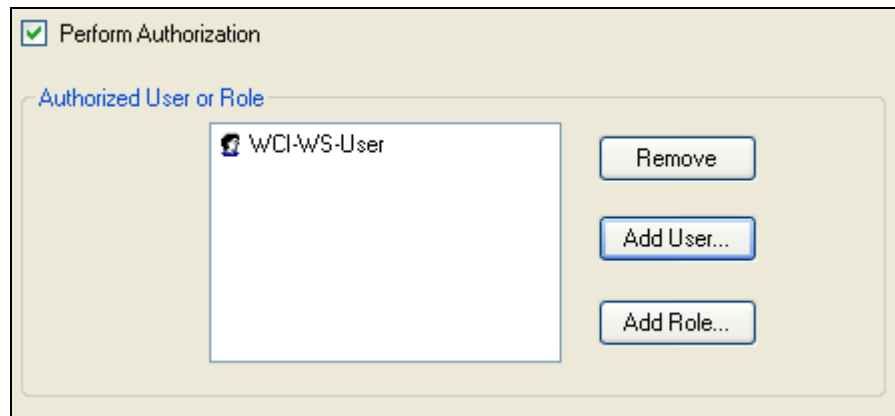 Perform Authorization
Authorized User or Role
WCI-WS-User
Remove
Add User...
Add Role...